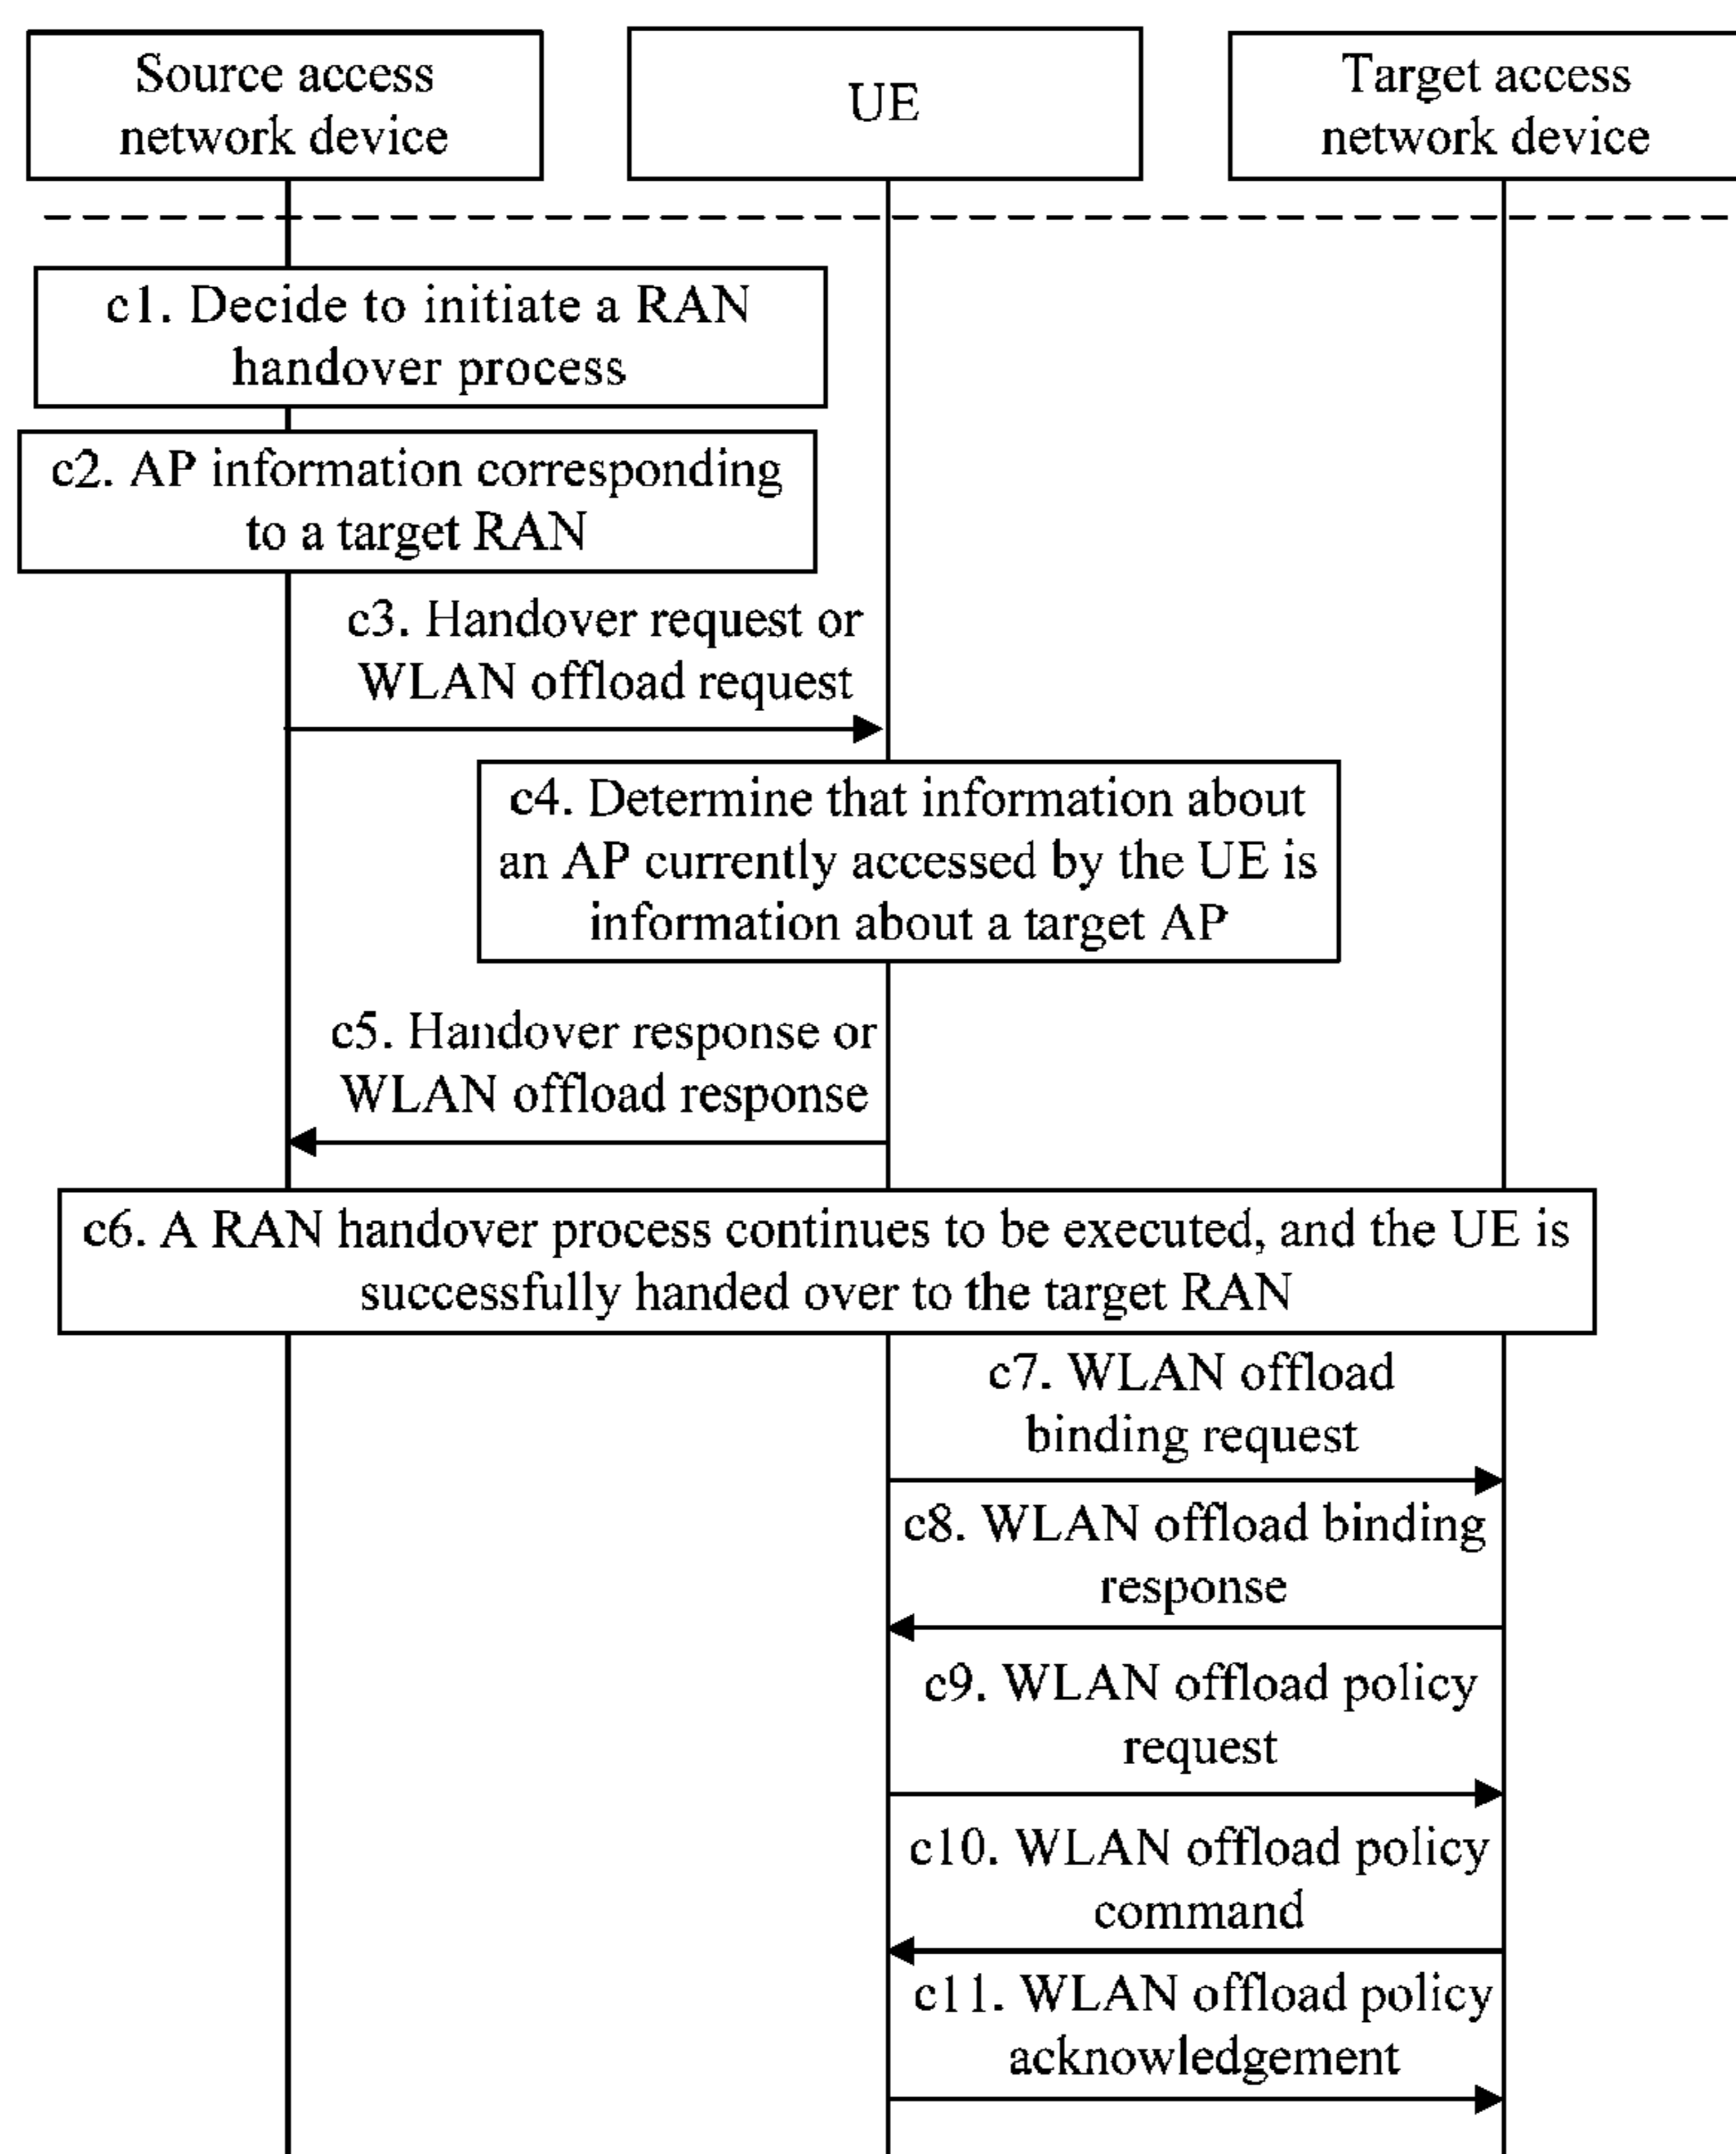 Source access
network device
UE
Target access
network device
c1. Decide to initiate a RAN
handover process
c2. AP information corresponding
to a target RAN
c3. Handover request or
WLAN offload request
c4. Determine that information about
an AP currently accessed by the UE is
information about a target AP
c5. Handover response or
WLAN offload response
c6. A RAN handover process continues to be executed, and the UE is
successfully handed over to the target RAN
c7. WLAN offload
binding request
c8. WLAN offload binding
response
c9. WLAN offload policy
request
c10. WLAN offload policy
command
c11. WLAN offload policy
acknowledgement